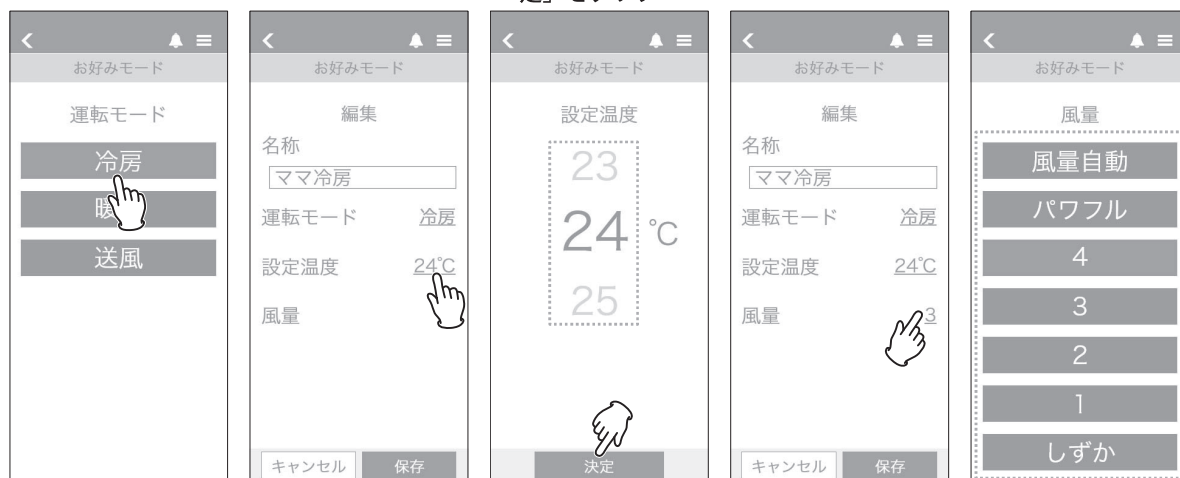 定」をタップ
お好みモード
運転モード
冷房
暖
送風
お好みモード
編集
名称
ママ冷房
運転モード 冷房
設定温度 24℃
風量
キャンセル 保存
お好みモード
設定温度
23
24 ℃
25
決定
お好みモード
編集
名称
ママ冷房
運転モード 冷房
設定温度 24℃
風量 3
キャンセル 保存
お好みモード
風量
風量自動
パワフル
4
3
2
1
しずか